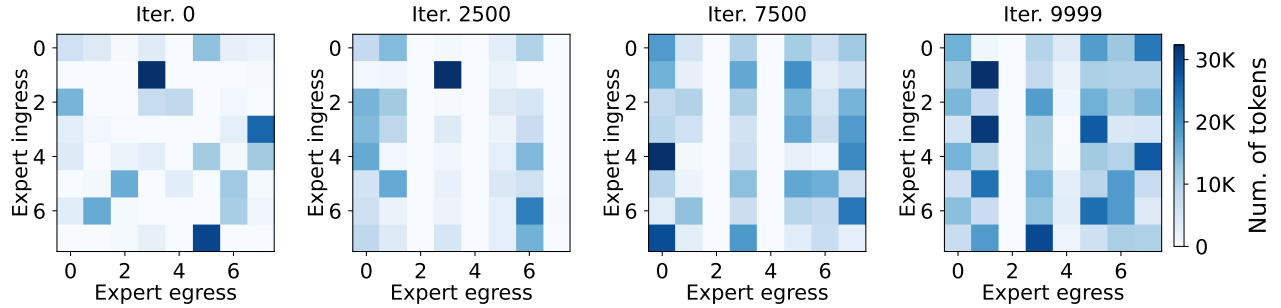 Iter. 0
Iter. 2500
Iter. 7500
Iter. 9999
Expert ingress
0
2
4
6
0 2 4 6
Expert egress
Expert ingress
0
2
4
6
0 2 4 6
Expert egress
Expert ingress
0
2
4
6
0 2 4 6
Expert egress
Expert ingress
0
2
4
6
0 2 4 6
Expert egress
30K
20K
10K
0
Num. of tokens